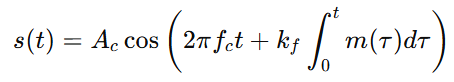 s(t) = A_c cos ( 2πf_c t + k_f ∫_0^t m(τ)dτ )